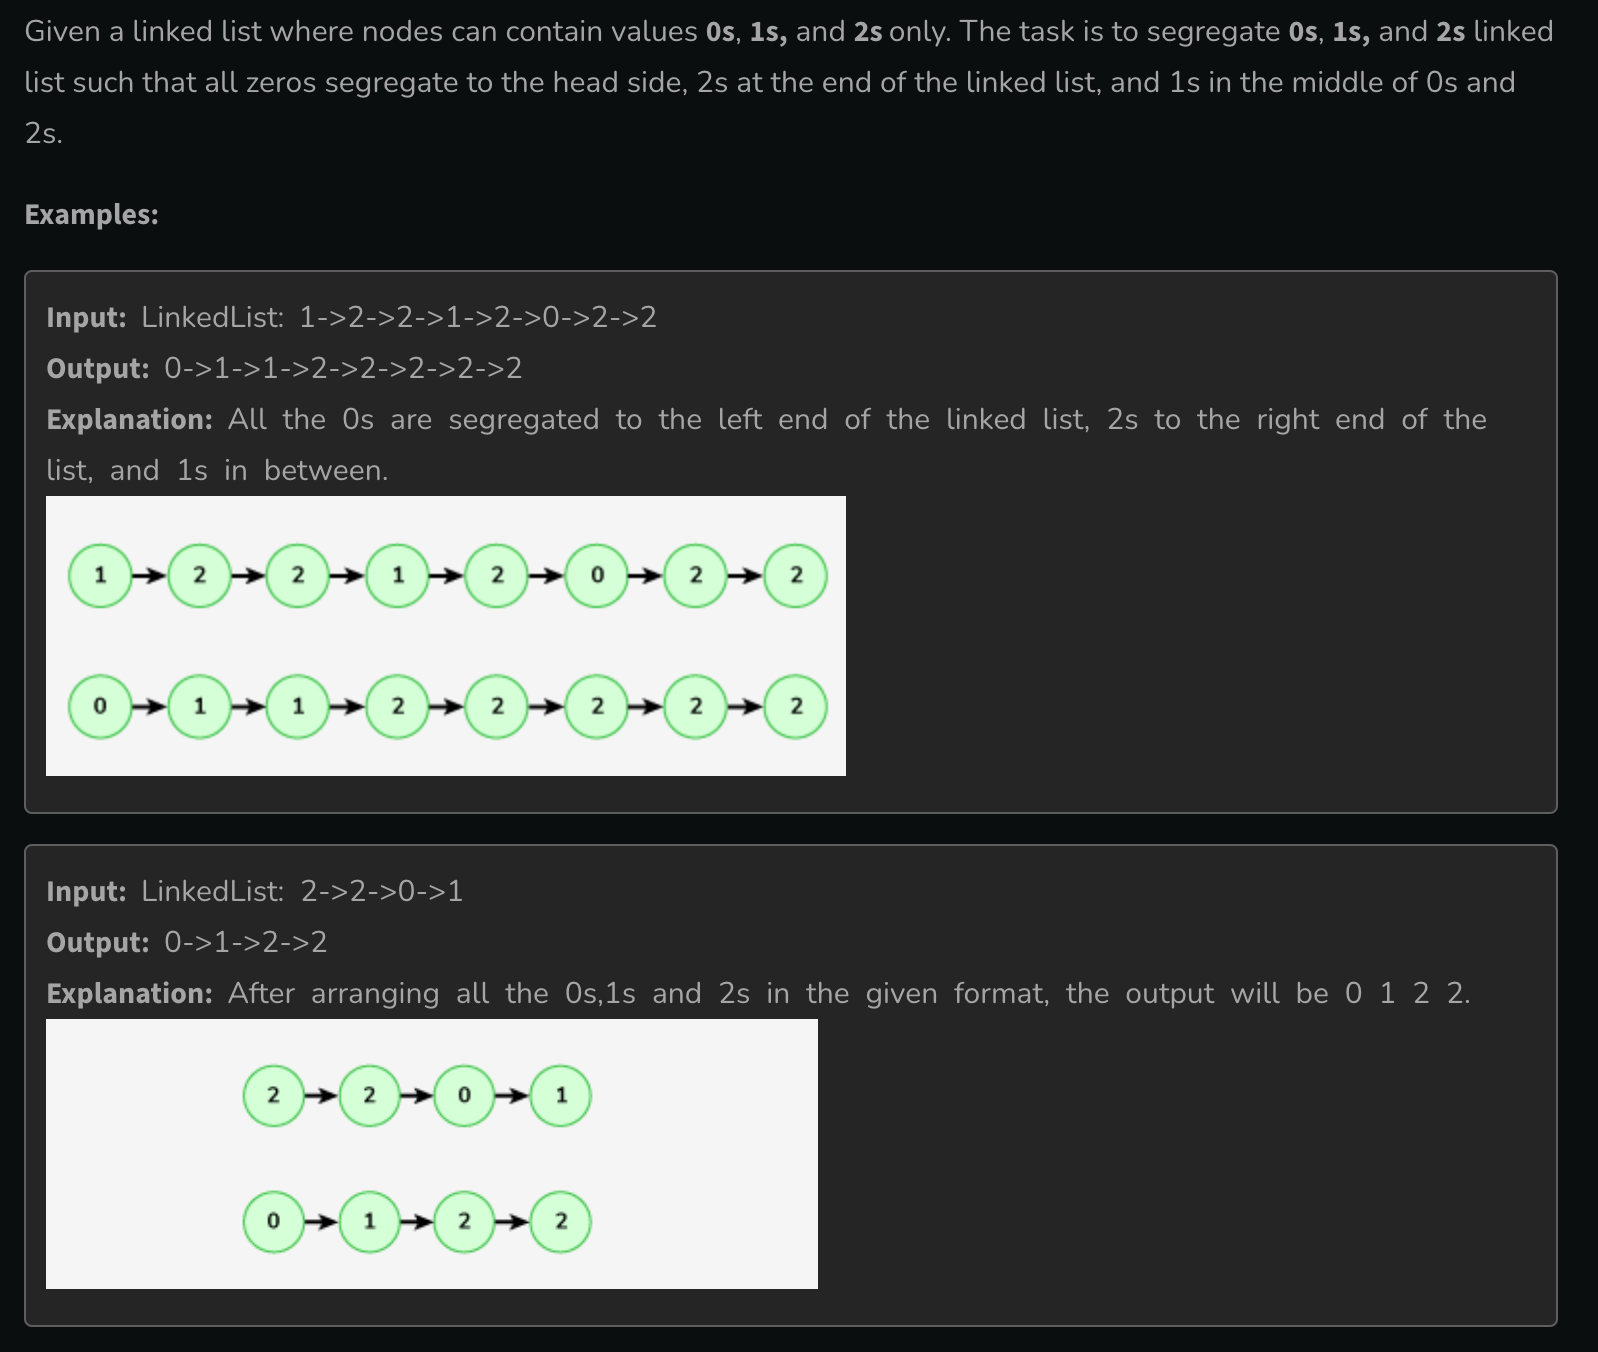 Given a linked list where nodes can contain values 0s, 1s, and 2s only. The task is to segregate 0s, 1s, and 2s linked
list such that all zeros segregate to the head side, 2s at the end of the linked list, and 1s in the middle of 0s and
2s.
Examples:
Input: LinkedList: 1->2->2->1->2->0->2->2
Output: 0->1->1->2->2->2->2->2
Explanation: All the 0s are segregated to the left end of the linked list, 2s to the right end of the
list, and 1s in between.
1 2 2 1 2 0 2 2
0 1 1 2 2 2 2 2
Input: LinkedList: 2->2->0->1
Output: 0->1->2->2
Explanation: After arranging all the 0s,1s and 2s in the given format, the output will be 0 1 2 2.
2 2 0 1
0 1 2 2